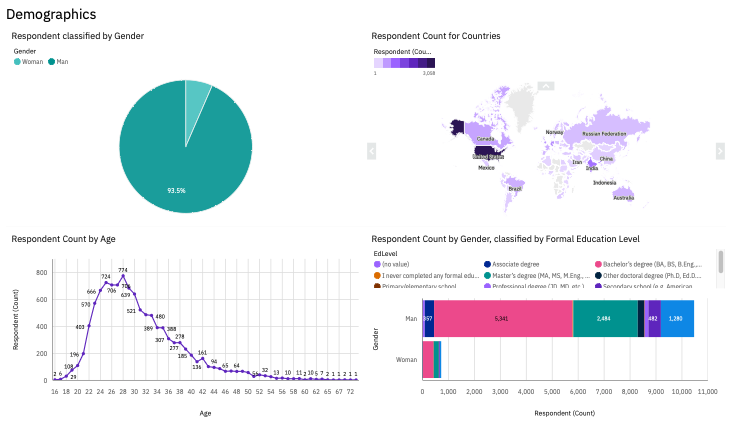 Demographics
Respondent classified by Gender
Gender
Woman Man
93.5%
Respondent Count for Countries
Respondent (Cou...
1 3,058
Canada
United States
Mexico
Brazil
Norway
Russian Federation
Iran
China
India
Indonesia
Australia
Respondent Count by Age
Respondent (Count)
800
600
400
200
0
2 6 108 29 196 403 570 666 724 706 774 639 521 389 480 307 388 277 278 185 136 161 94 65 64 32 13 10 11 2 10 5 7 2 1 2 1 1
16 18 20 22 24 26 28 30 32 34 36 38 40 42 44 46 48 50 52 54 56 58 60 62 64 66 68 70 72
Age
Respondent Count by Gender, classified by Formal Education Level
EdLevel
(no value) Associate degree Bachelor's degree (BA, BS, B.Eng.,...
I never completed any formal edu... Master's degree (MA, MS, M.Eng., ... Other doctoral degree (Ph.D, Ed.D....
Primary/elementary school Professional degree (JD, MD, etc.) Secondary school (e.g. American
Gender
Man 357 5,341 2,484 482 1,280
Woman
0 1,000 2,000 3,000 4,000 5,000 6,000 7,000 8,000 9,000 10,000 11,000
Respondent (Count)